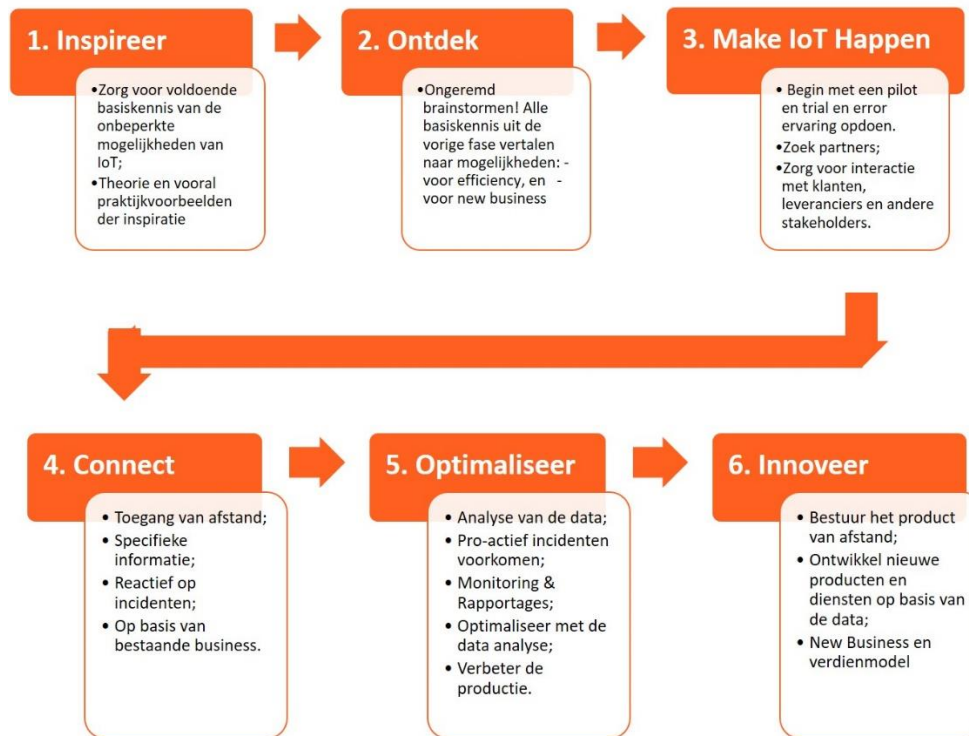 1. Inspireer
•Zorg voor voldoende
basiskennis van de
onbeperkte
mogelijkheden van
IoT;
•Theorie en vooral
praktijkvoorbeelden
der inspiratie
2. Ontdek
•Ongeremd
brainstormen! Alle
basiskennis uit de
vorige fase vertalen
naar mogelijkheden: -
voor efficiency, en -
voor new business
3. Make IoT Happen
• Begin met een pilot
en trial en error
ervaring opdoen.
•Zoek partners;
•Zorg voor interactie
met klanten,
leveranciers en andere
stakeholders.
4. Connect
• Toegang van afstand;
• Specifieke
informatie;
• Reactief op
incidenten;
• Op basis van
bestaande business.
5. Optimaliseer
• Analyse van de data;
• Pro-actief incidenten
voorkomen;
• Monitoring &
Rapportages;
• Optimaliseer met de
data analyse;
• Verbeter de
productie.
6. Innoveer
• Bestuur het product
van afstand;
• Ontwikkel nieuwe
producten en
diensten op basis van
de data;
• New Business en
verdienmodel